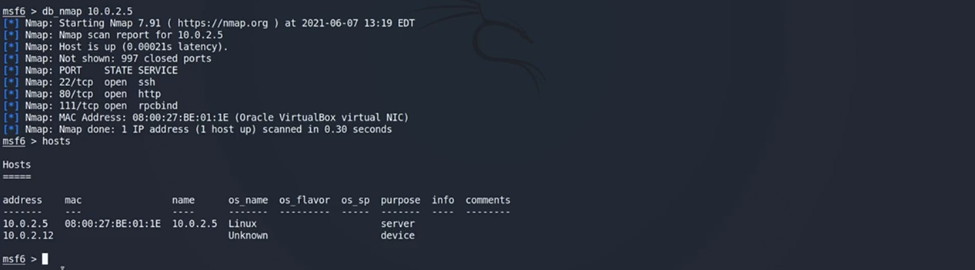 msf6 > db_nmap 10.0.2.5
[*] Nmap: Starting Nmap 7.91 ( https://nmap.org ) at 2021-06-07 13:19 EDT
[*] Nmap: Nmap scan report for 10.0.2.5
[*] Nmap: Host is up (0.00021s latency).
[*] Nmap: Not shown: 997 closed ports
[*] Nmap: PORT    STATE SERVICE
[*] Nmap: 22/tcp  open  ssh
[*] Nmap: 80/tcp  open  http
[*] Nmap: 111/tcp open  rpcbind
[*] Nmap: MAC Address: 08:00:27:BE:01:1E (Oracle VirtualBox virtual NIC)
[*] Nmap: Nmap done: 1 IP address (1 host up) scanned in 0.30 seconds
msf6 > hosts
Hosts
=====
address    mac                name      os_name  os_flavor  os_sp  purpose  info  comments
-------    ---                ----      -------  ---------  -----  -------  ----  --------
10.0.2.5   08:00:27:BE:01:1E  10.0.2.5  Linux                      server
10.0.2.12                               Unknown                    device
msf6 >